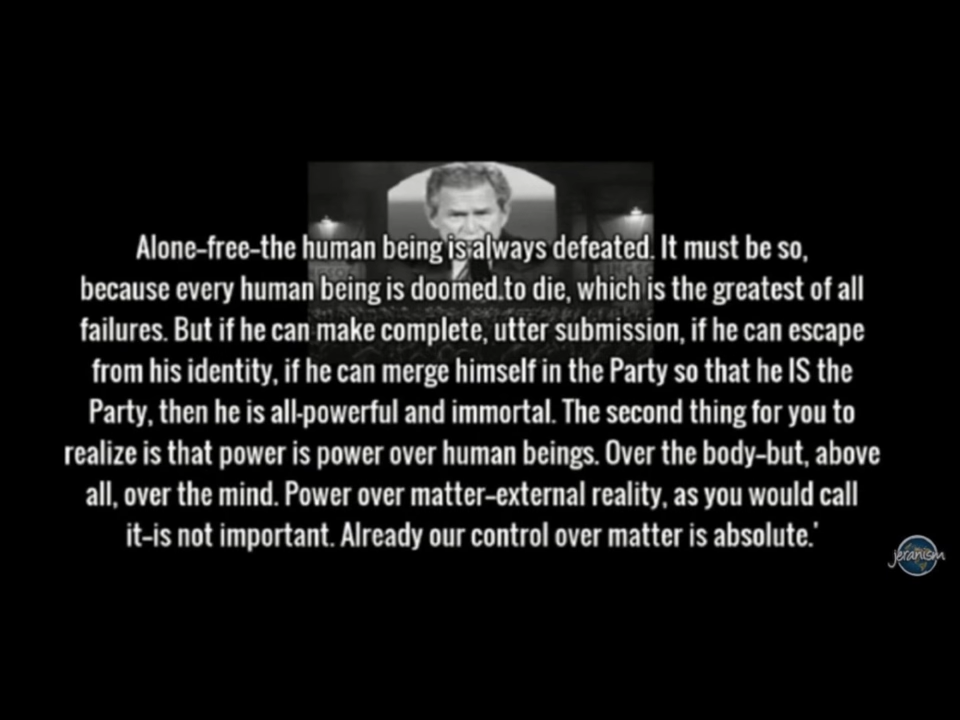 Alone–free–the human being is always defeated. It must be so,
because every human being is doomed to die, which is the greatest of all
failures. But if he can make complete, utter submission, if he can escape
from his identity, if he can merge himself in the Party so that he IS the
Party, then he is all-powerful and immortal. The second thing for you to
realize is that power is power over human beings. Over the body–but, above
all, over the mind. Power over matter–external reality, as you would call
it–is not important. Already our control over matter is absolute.'
jeranism